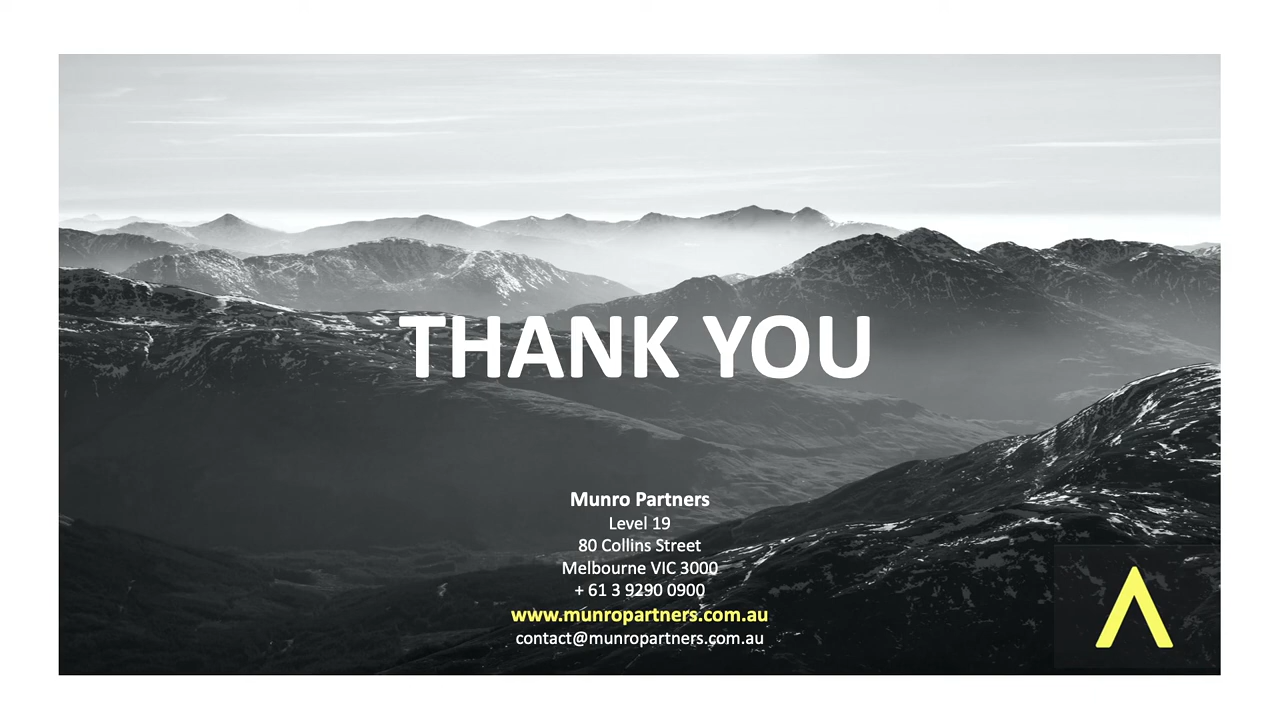 THANK YOU
Munro Partners
Level 19
80 Collins Street
Melbourne VIC 3000
+ 61 3 9290 0900
www.munropartners.com.au
contact@munropartners.com.au